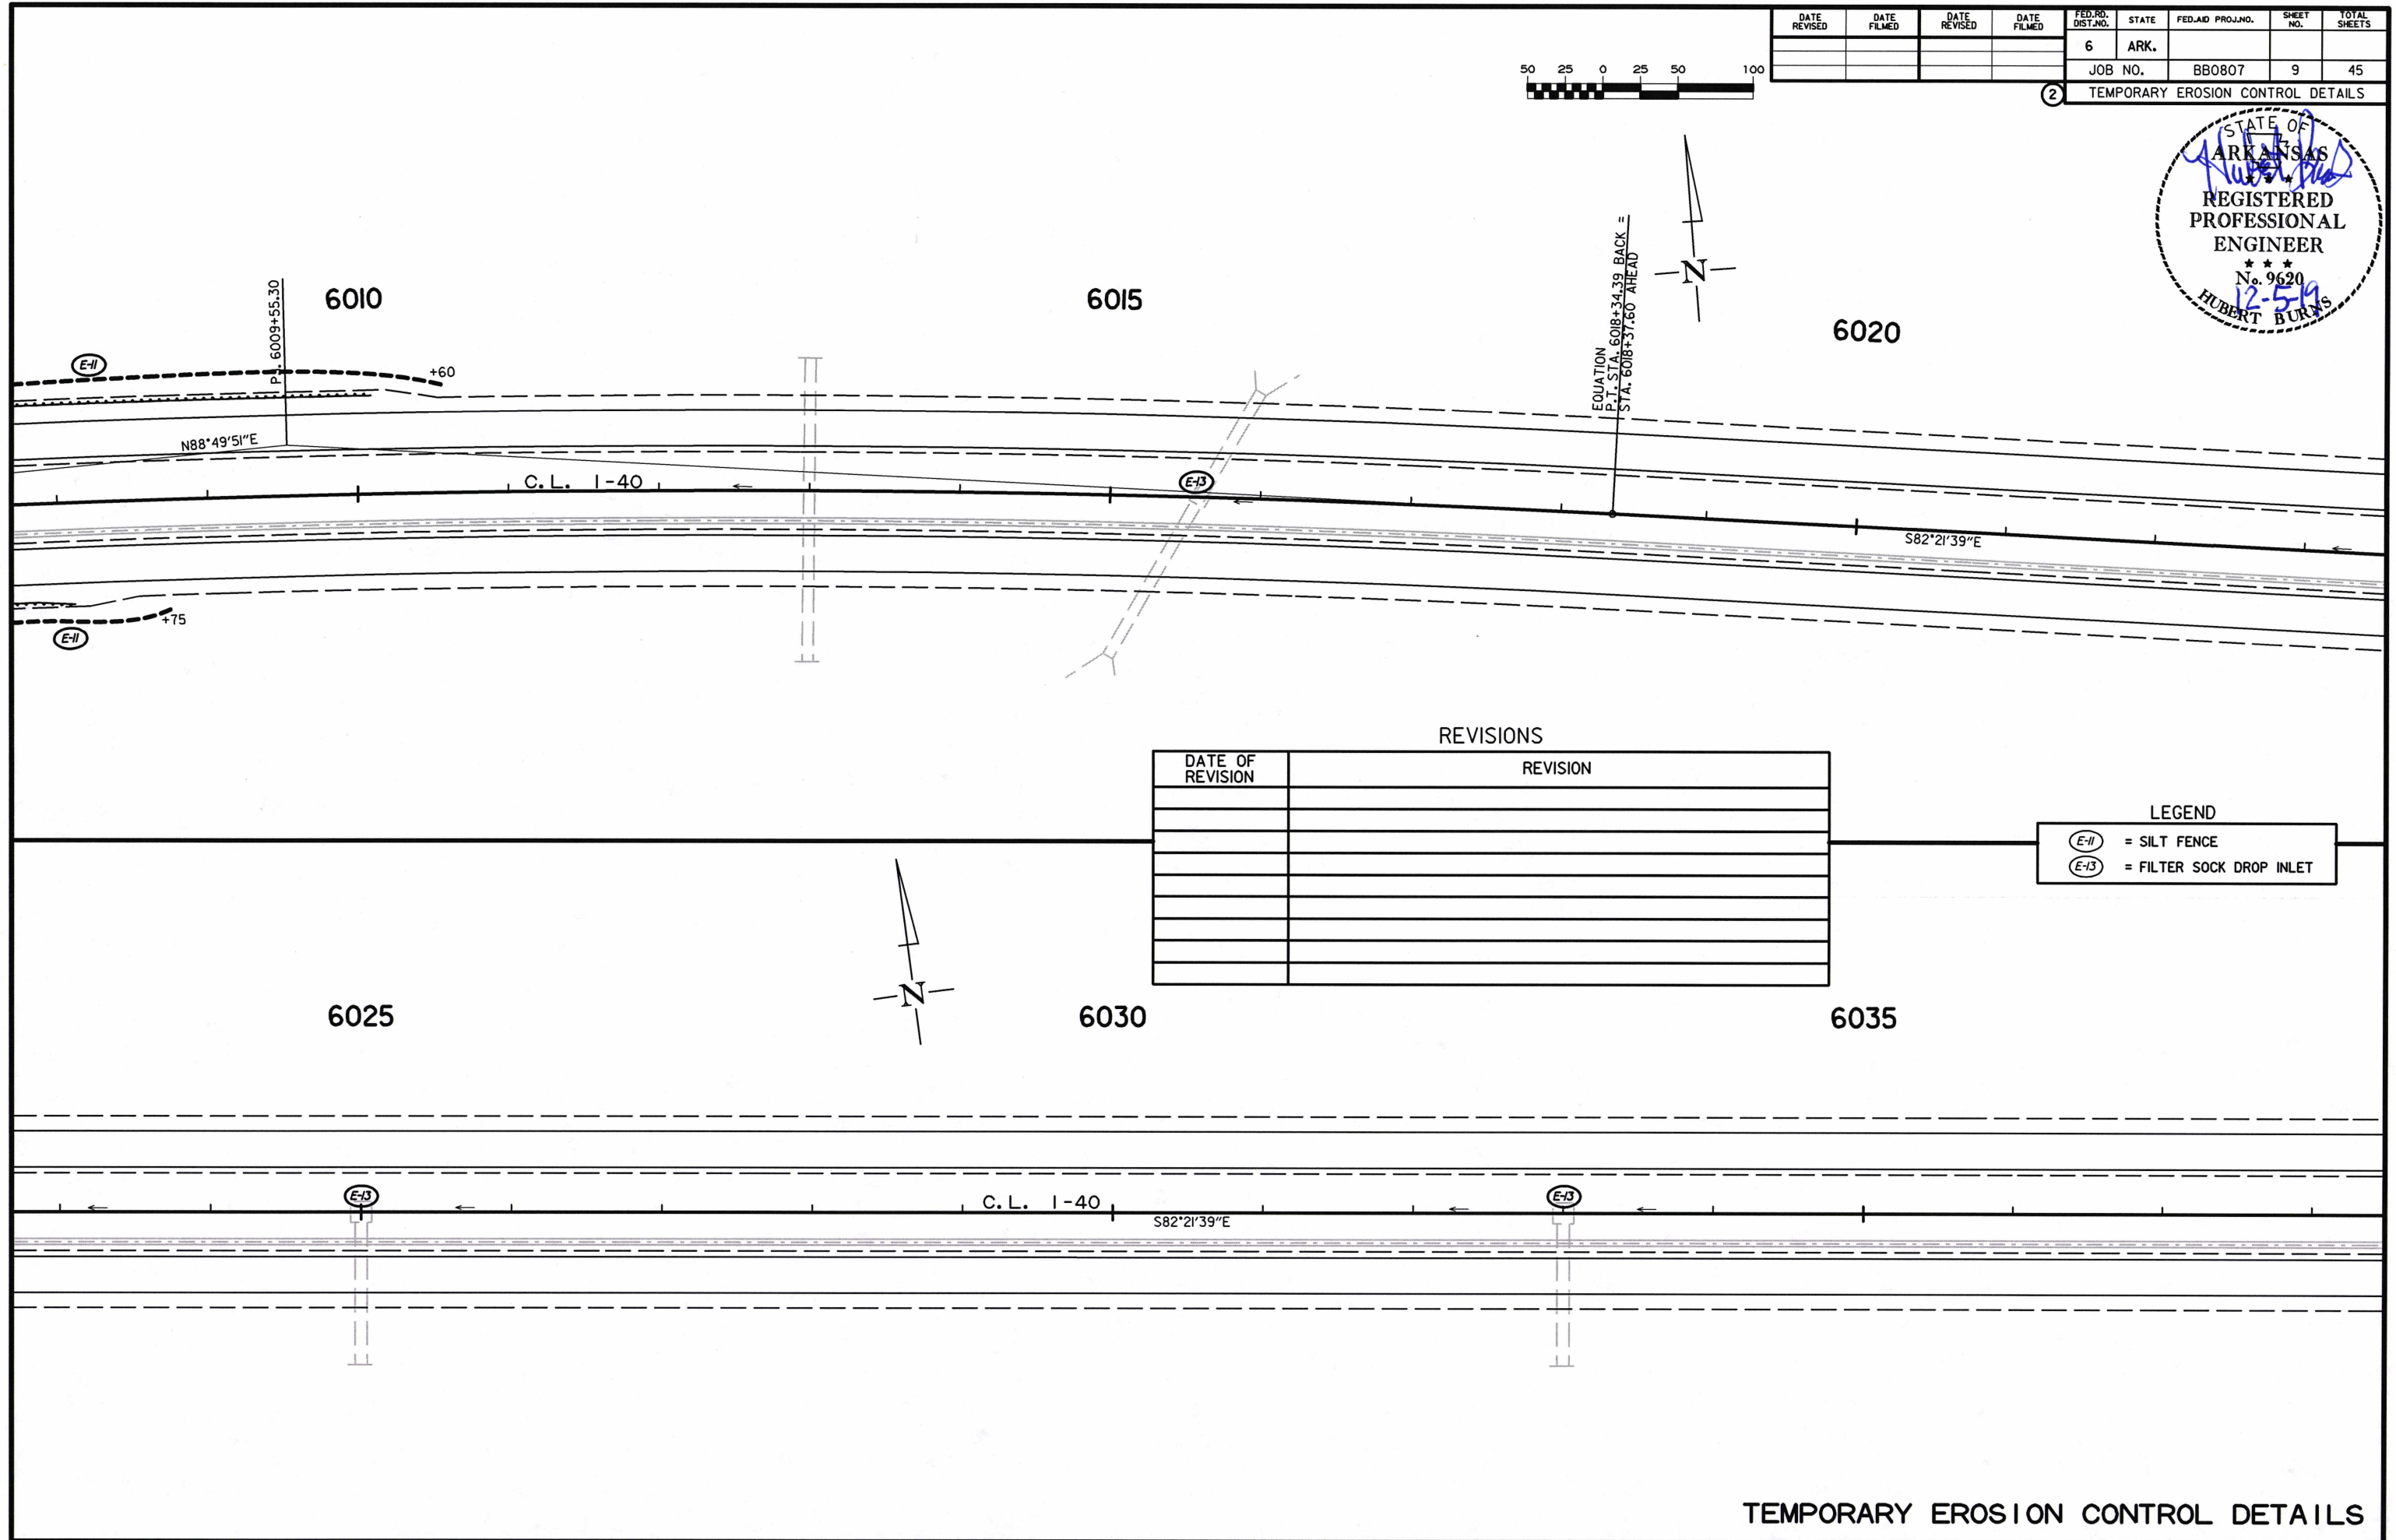 DATE REVISED DATE FILMED DATE REVISED DATE FILMED FED.RD. DIST.NO. STATE FED.AID PROJ.NO. SHEET NO. TOTAL SHEETS
6 ARK.
JOB NO. BB0807 9 45
2 TEMPORARY EROSION CONTROL DETAILS
50 25 0 25 50 100
STATE OF
ARKANSAS
★ ★ ★
REGISTERED
PROFESSIONAL
ENGINEER
★ ★ ★
No. 9620
12-5-19
HUBERT BURNS
N
EQUATION
P.T. STA. 6018+34.39 BACK =
STA. 6018+37.60 AHEAD
6010
6015
6020
6009+55.30
E-11
+60
N88°49'51"E
C.L. I-40
E-13
S82°21'39"E
+75
E-11
REVISIONS
DATE OF REVISION REVISION
LEGEND
E-11 = SILT FENCE
E-13 = FILTER SOCK DROP INLET
N
6025
6030
6035
E-13
C.L. I-40
E-13
S82°21'39"E
TEMPORARY EROSION CONTROL DETAILS